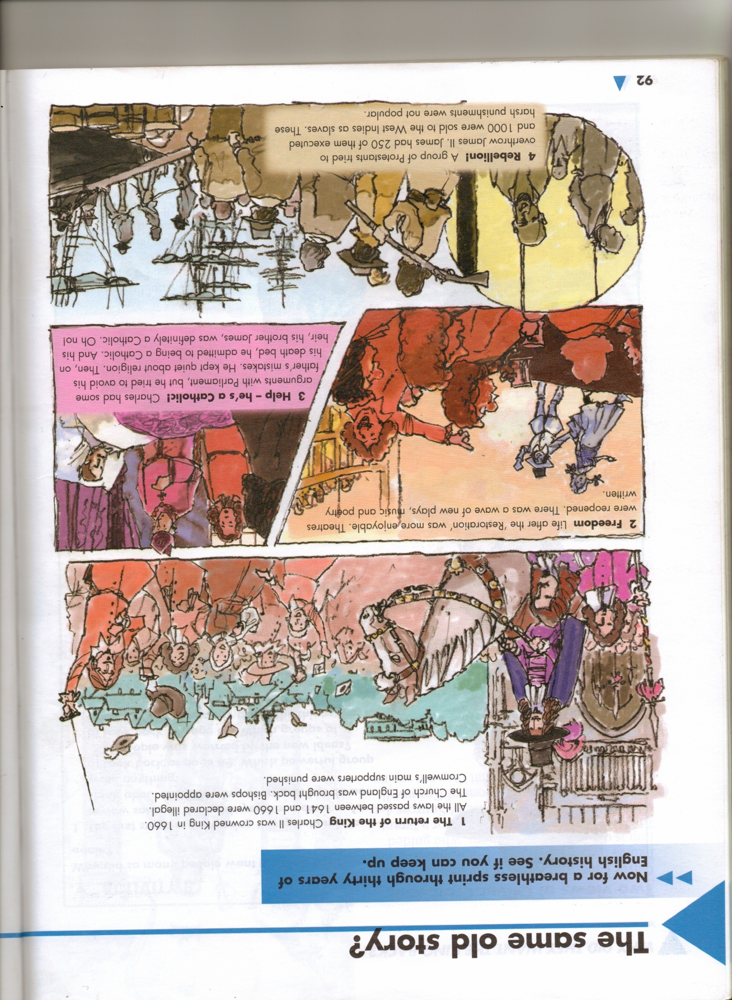 The same old story?
Now for a breathless sprint through thirty years of
English history. See if you can keep up.
1 The return of the King Charles II was crowned King in 1660.
All the laws passed between 1641 and 1660 were declared illegal.
The Church of England was brought back. Bishops were appointed.
Cromwell's main supporters were punished.
2 Freedom Life after the 'Restoration' was more enjoyable. Theatres
were reopened. There was a wave of new plays, music and poetry
written.
3 Help – he's a Catholic! Charles had some
arguments with Parliament, but he tried to avoid his
father's mistakes. He kept quiet about religion. Then, on
his death bed, he admitted to being a Catholic. And his
heir, his brother James, was definitely a Catholic. Oh no!
4 Rebellion! A group of Protestants tried to
overthrow James II. James had 250 of them executed
and 1000 were sold to the West Indies as slaves. These
harsh punishments were not popular.
92